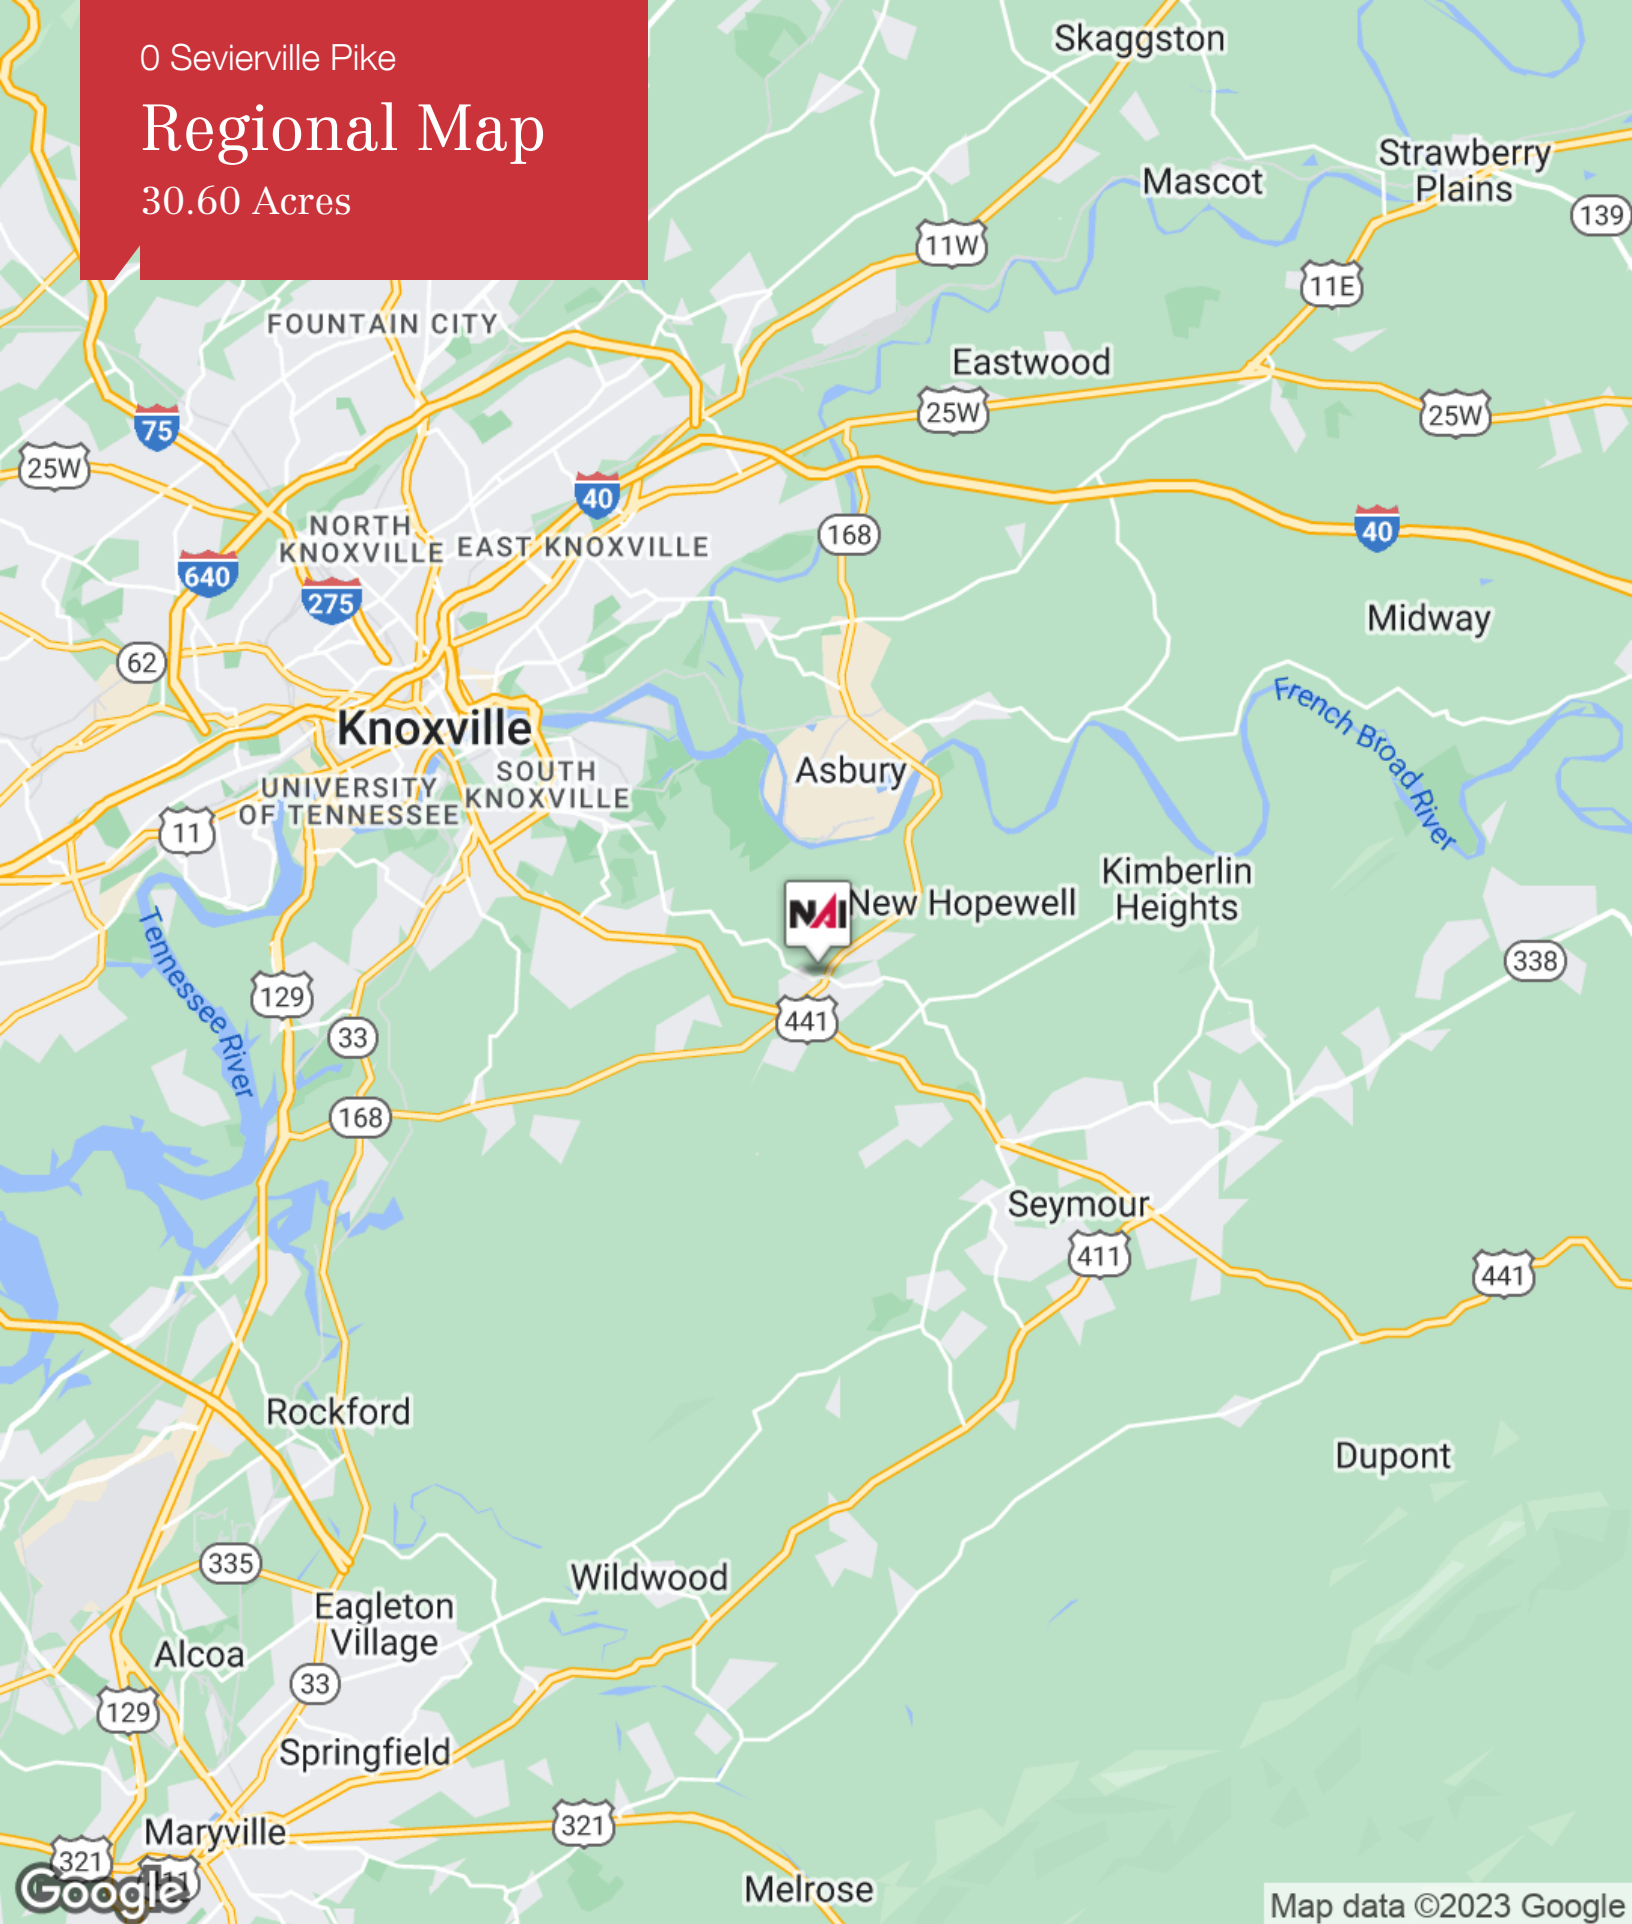 0 Sevierville Pike
Regional Map
30.60 Acres
Skaggston
Strawberry
Plains
Mascot
139
11W
11E
FOUNTAIN CITY
Eastwood
25W
25W
75
25W
40
NORTH
KNOXVILLE
EAST KNOXVILLE
168
40
640
275
Midway
62
French Broad River
Knoxville
Asbury
SOUTH
KNOXVILLE
UNIVERSITY
OF TENNESSEE
11
Kimberlin
Heights
NAI
New Hopewell
Tennessee River
338
129
441
33
168
Seymour
411
441
Rockford
Dupont
335
Wildwood
Eagleton
Village
Alcoa
33
129
Springfield
321
Maryville
321
Google
Melrose
Map data ©2023 Google